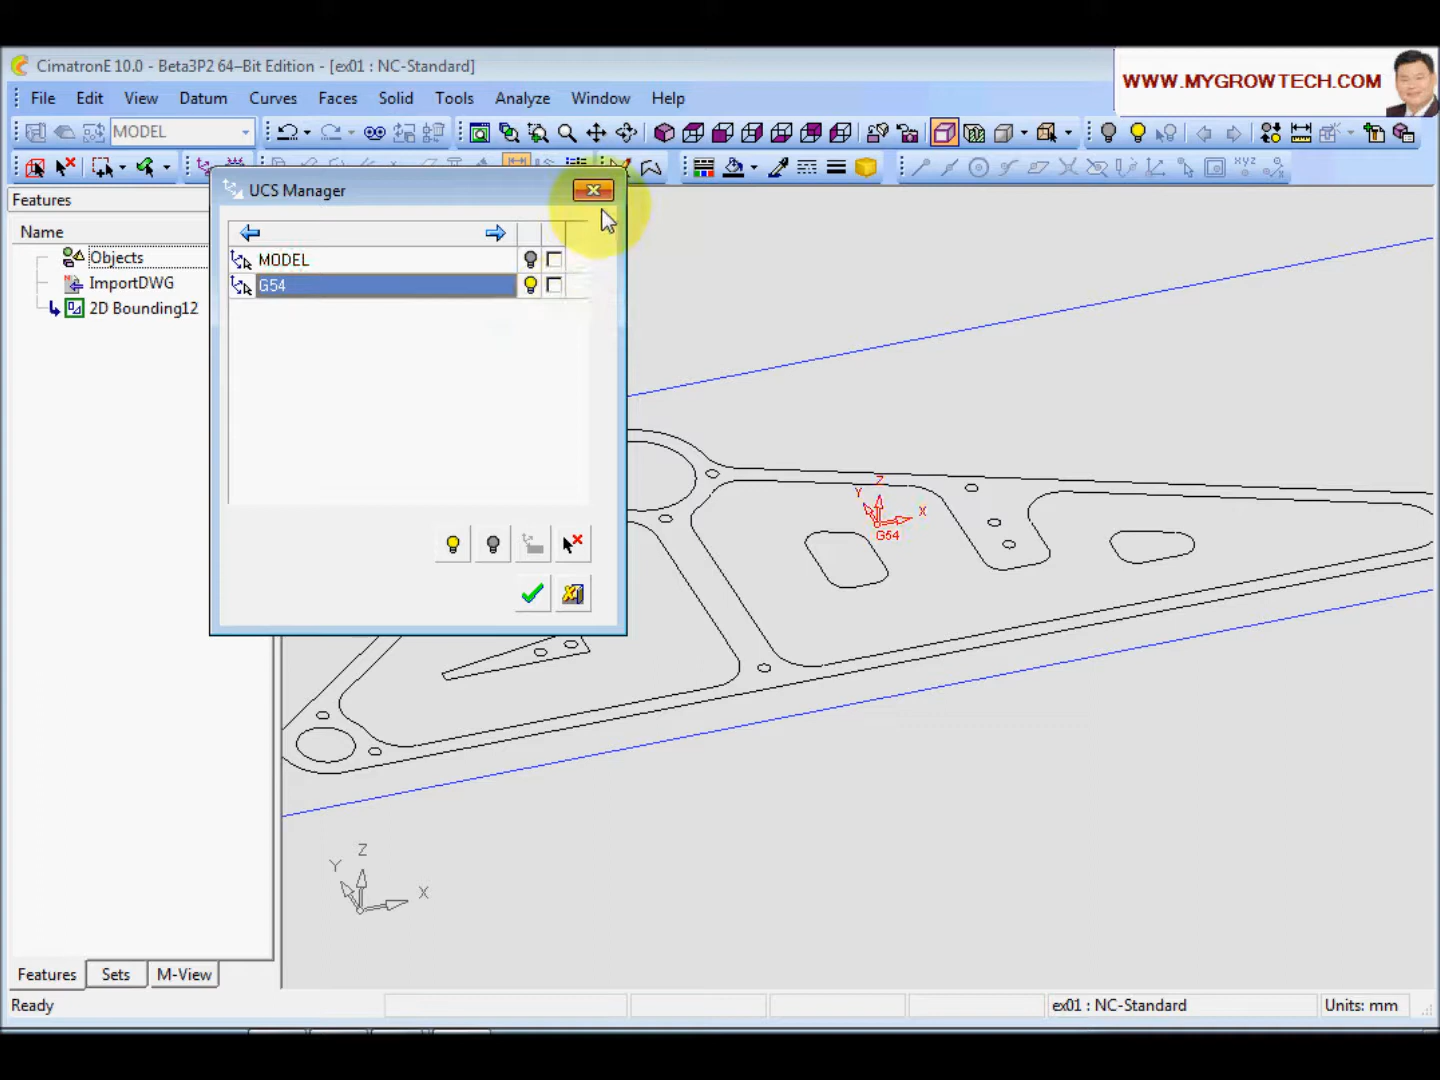 CimatronE 10.0 - Beta3P2 64–Bit Edition - [ex01 : NC-Standard]
WWW.MYGROWTECH.COM
File Edit View Datum Curves Faces Solid Tools Analyze Window Help
MODEL
XYZ
Features
UCS Manager
Name
Objects
MODEL
ImportDWG
G54
2D Bounding12
Z
Y
X
G54
Z
Y
X
Features Sets M-View
Ready
ex01 : NC-Standard
Units: mm